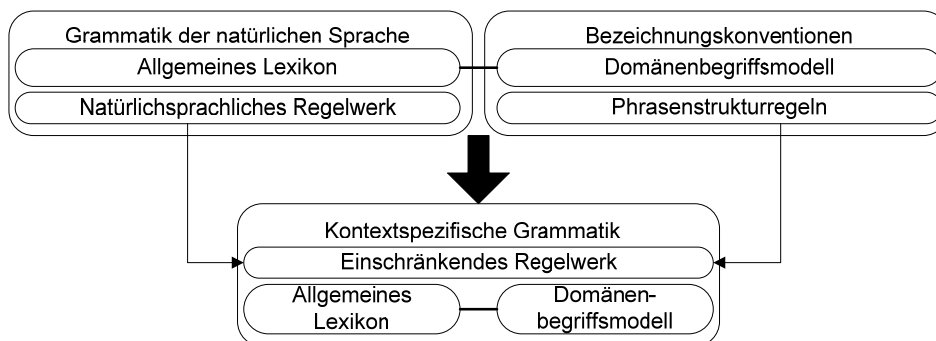 Grammatik der natürlichen Sprache
Allgemeines Lexikon
Natürlichsprachliches Regelwerk
Bezeichnungskonventionen
Domänenbegriffsmodell
Phrasenstrukturregeln
Kontextspezifische Grammatik
Einschränkendes Regelwerk
Allgemeines
Lexikon
Domänen-
begriffsmodell